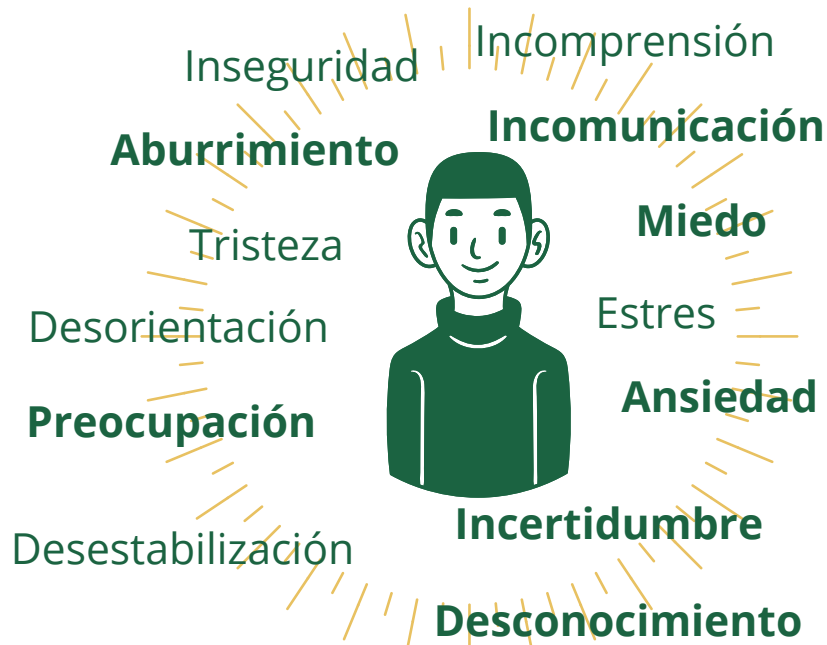 Inseguridad
Incomprensión
Aburrimiento
Incomunicación
Tristeza
Miedo
Desorientación
Estres
Preocupación
Ansiedad
Desestabilización
Incertidumbre
Desconocimiento